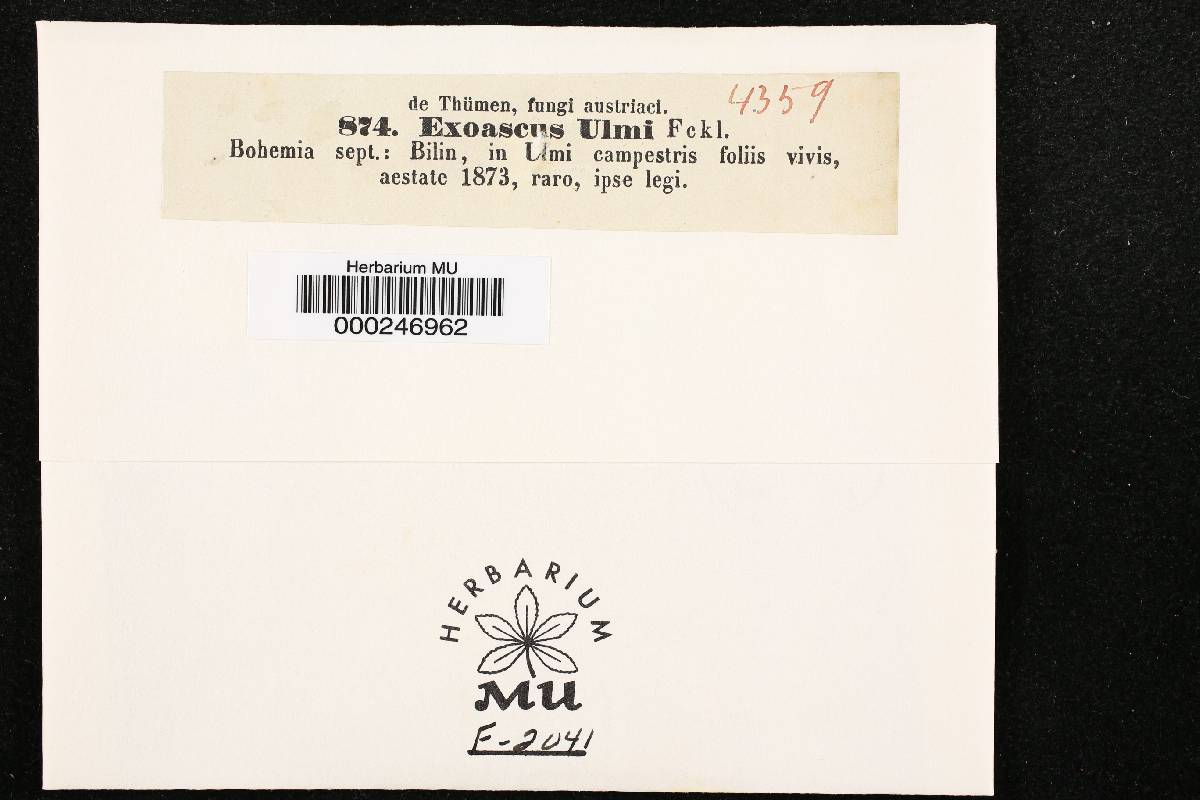 de Thümen, fungi austriaci.
4359
874. Exoascus Ulmi Fckl.
Bohemia sept.: Bilin, in Ulmi campestris foliis vivis,
aestate 1873, raro, ipse legi.
Herbarium MU
000246962
HERBARIUM
MU
F-2041